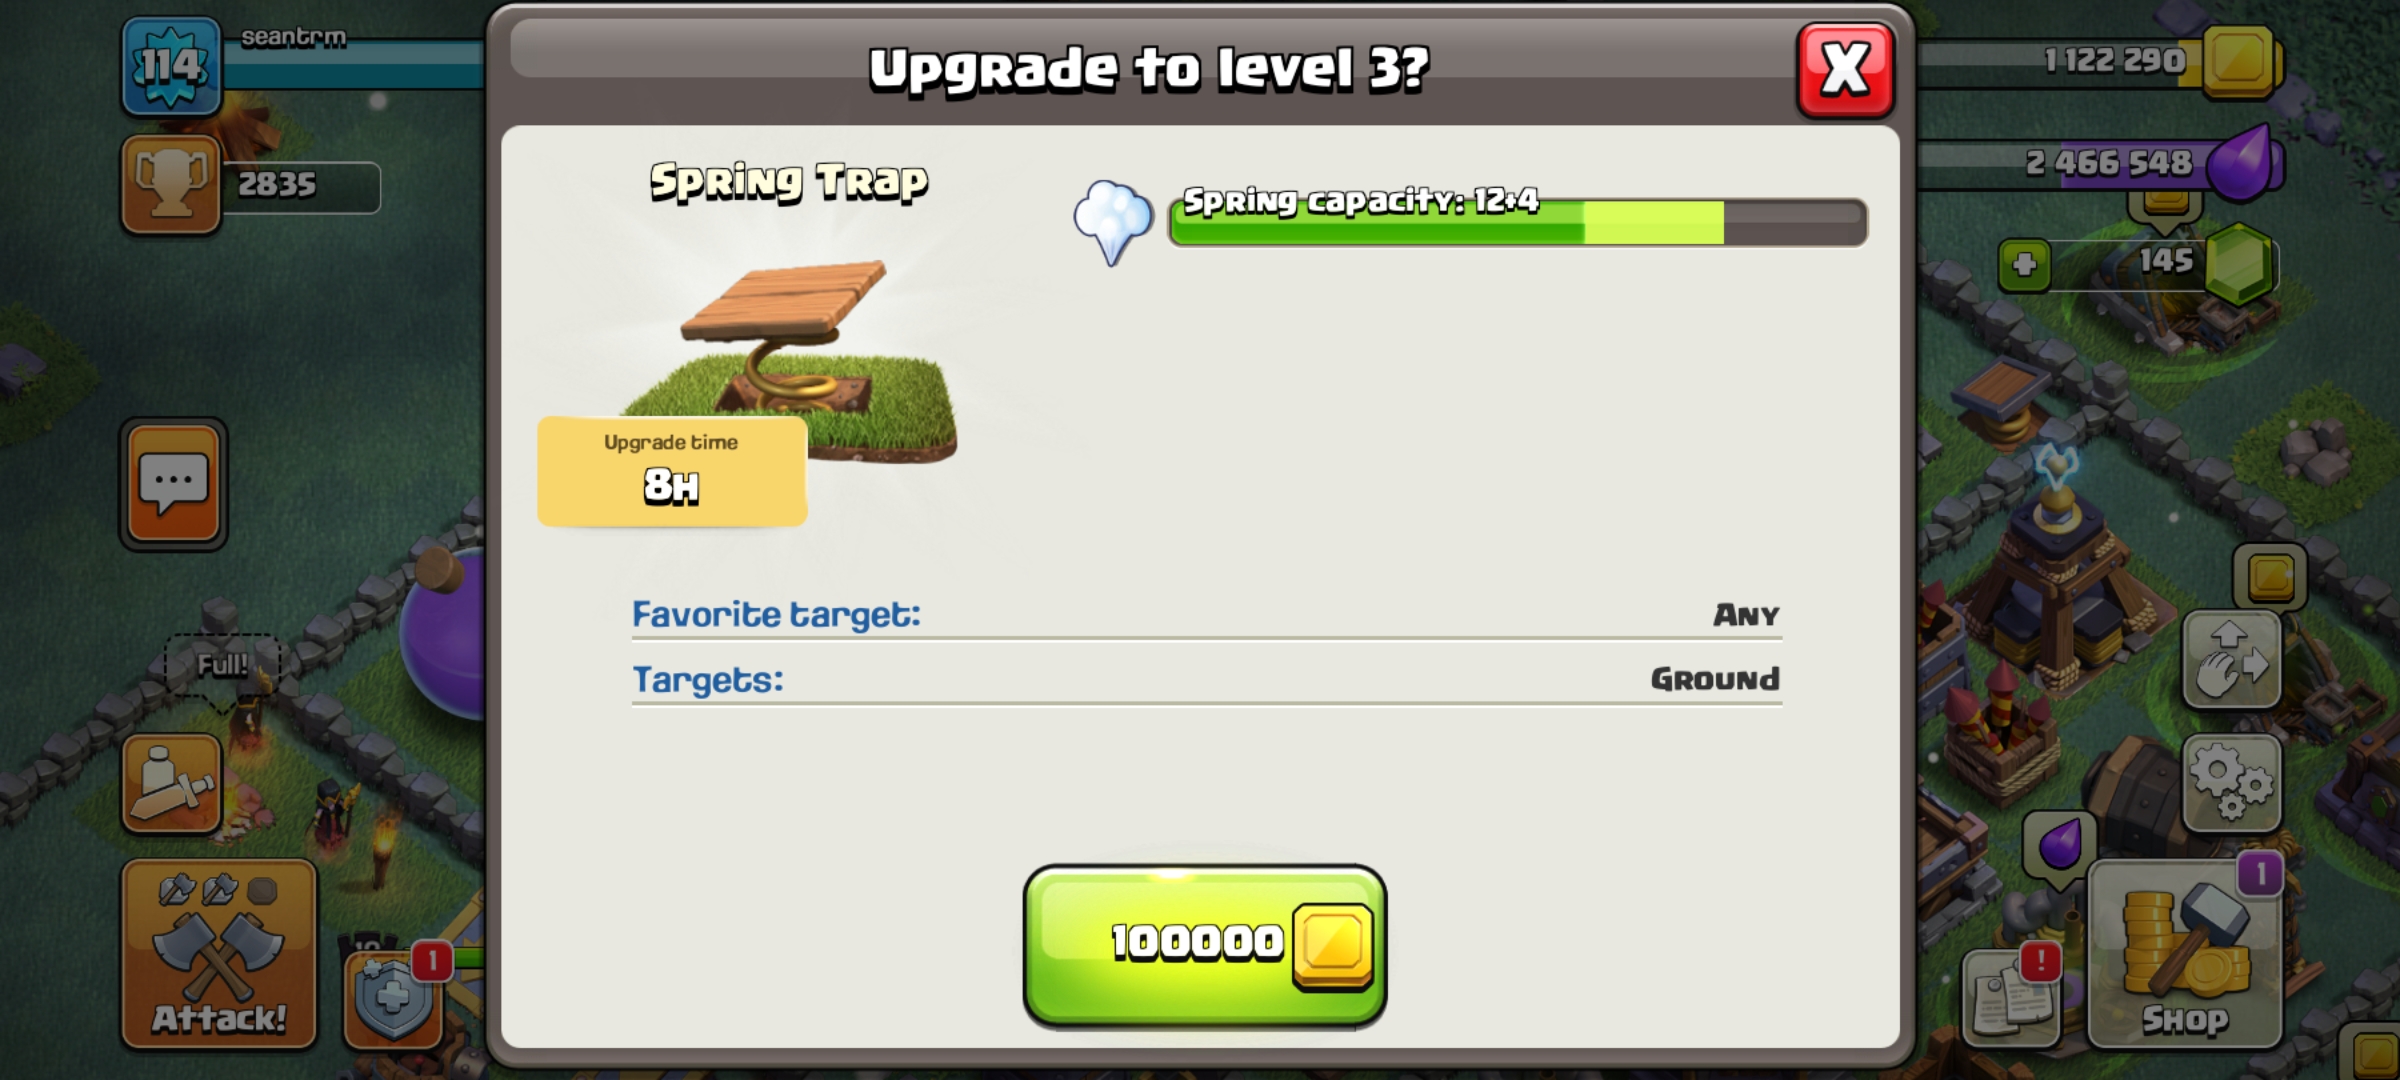 114
seantrm
2835
Upgrade to level 3?
X
1 122 290
2 466 548
145
Spring Trap
Spring capacity: 12+4
Upgrade time
8H
Favorite target:
Any
Targets:
Ground
Full!
100000
Attack!
1
!
1
Shop